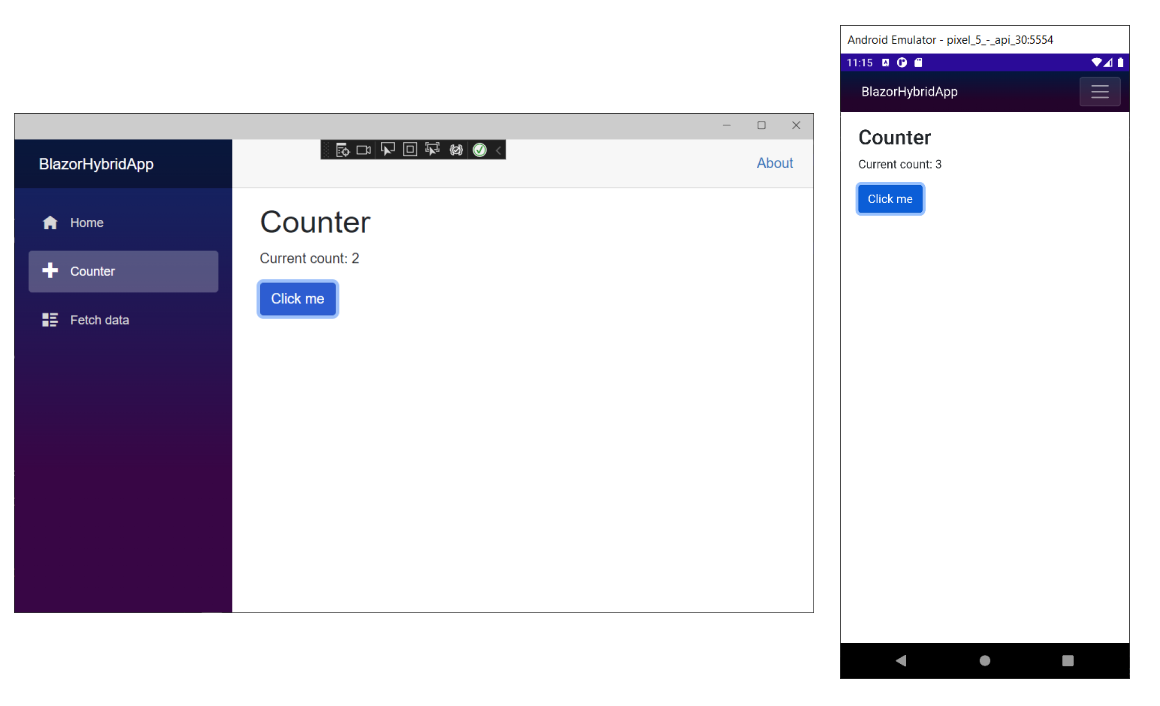 BlazorHybridApp
About
Home
Counter
Fetch data
Counter
Current count: 2
Click me
Android Emulator - pixel_5_-_api_30:5554
11:15
BlazorHybridApp
Counter
Current count: 3
Click me